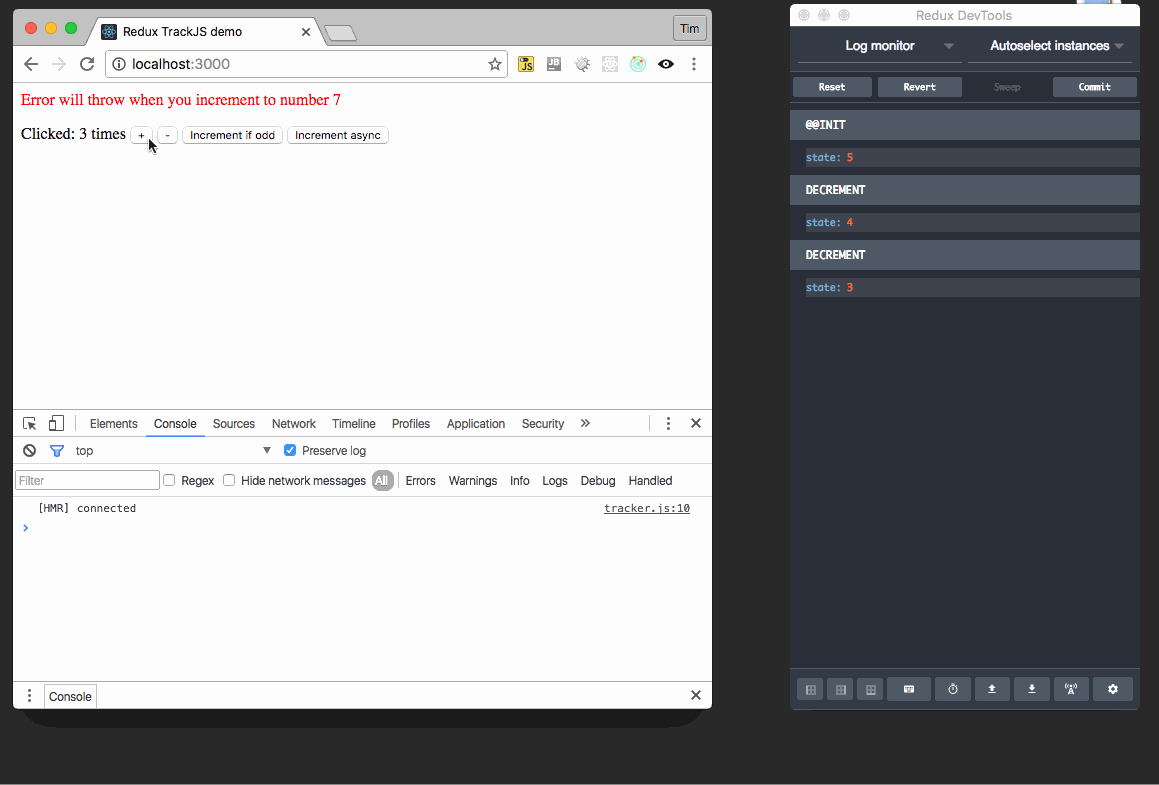 Redux TrackJS demo
Tim
localhost:3000
JS
JB
Error will throw when you increment to number 7
Clicked: 3 times + - Increment if odd Increment async
Elements Console Sources Network Timeline Profiles Application Security »
top Preserve log
Filter Regex Hide network messages All Errors Warnings Info Logs Debug Handled
[HMR] connected tracker.js:10
>
Console
Redux DevTools
Log monitor Autoselect instances
Reset Revert Sweep Commit
@@INIT
state: 5
DECREMENT
state: 4
DECREMENT
state: 3